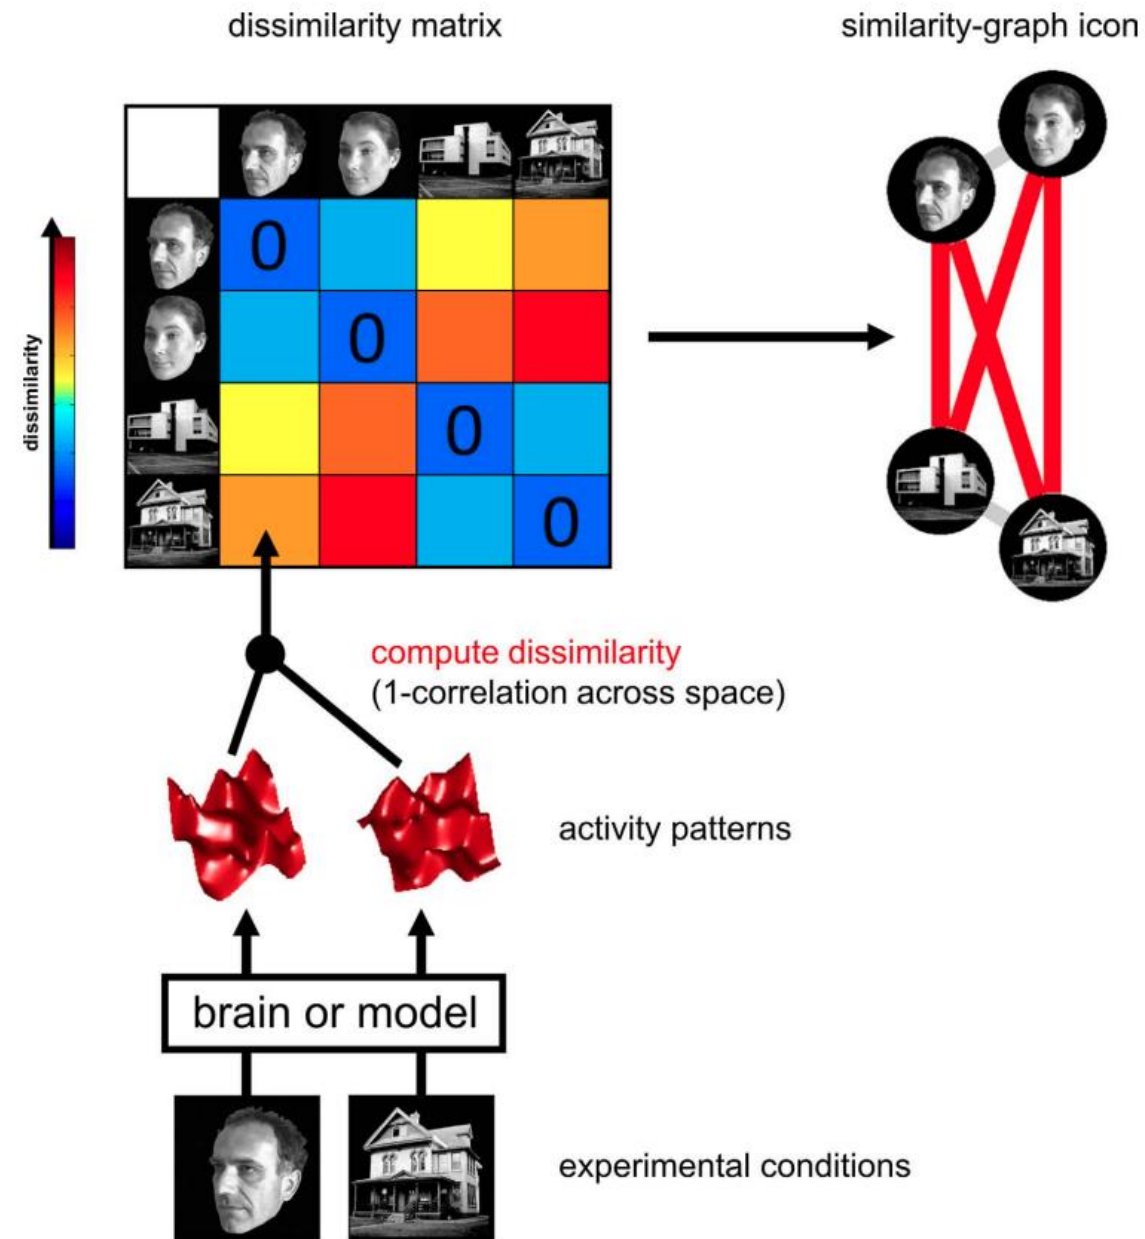 dissimilarity matrix
similarity-graph icon
dissimilarity
0
0
0
0
compute dissimilarity
(1-correlation across space)
activity patterns
brain or model
experimental conditions